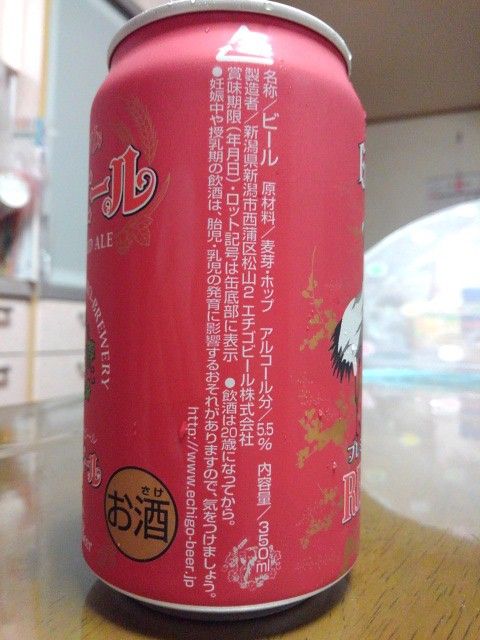 名称／ビール　原材料／麦芽・ホップ　アルコール分／5.5%　内容量／350ml
製造者／新潟県新潟市西蒲区松山2 エチゴビール株式会社
賞味期限（年月日）・ロット記号は缶底部に表示　●飲酒は20歳になってから。
●妊娠中や授乳期の飲酒は、胎児・乳児の発育に影響するおそれがありますので、気をつけましょう。
http://www.echigo-beer.jp
ール
ALE
BREWERY
ール
さけ
お酒